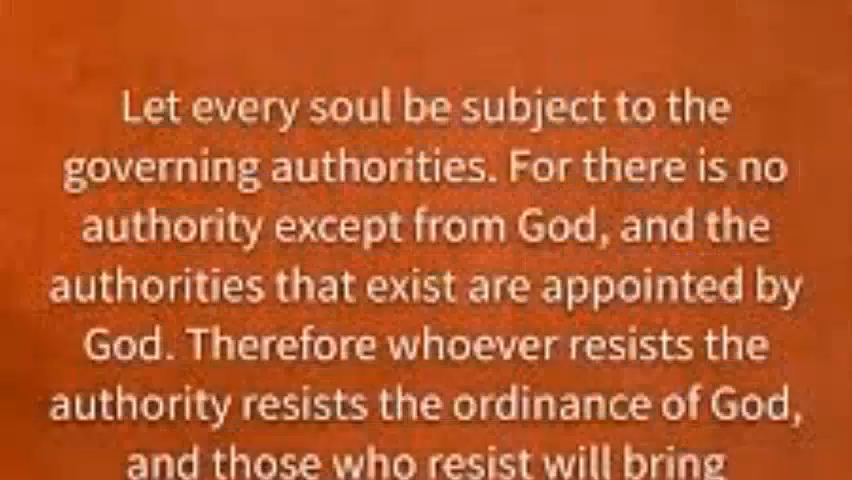 Let every soul be subject to the
governing authorities. For there is no
authority except from God, and the
authorities that exist are appointed by
God. Therefore whoever resists the
authority resists the ordinance of God,
and those who resist will bring